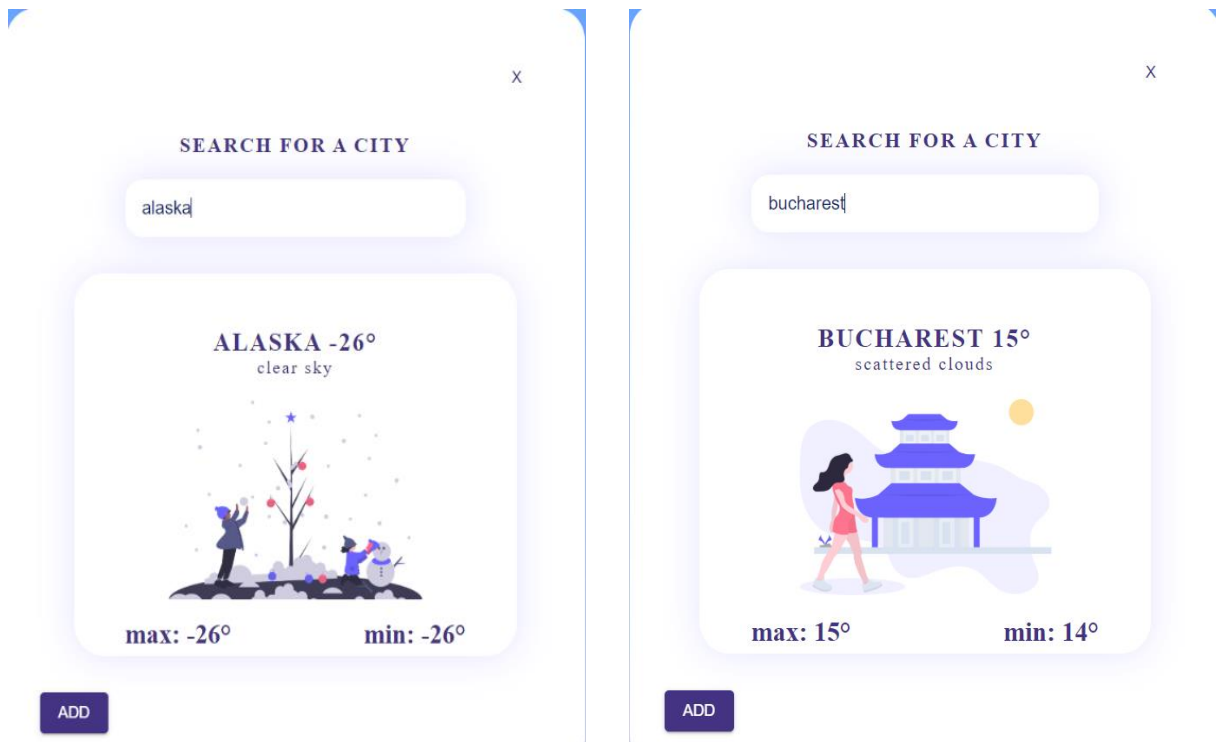 X
SEARCH FOR A CITY
alaska
ALASKA -26°
clear sky
max: -26°
min: -26°
ADD
X
SEARCH FOR A CITY
bucharest
BUCHAREST 15°
scattered clouds
max: 15°
min: 14°
ADD